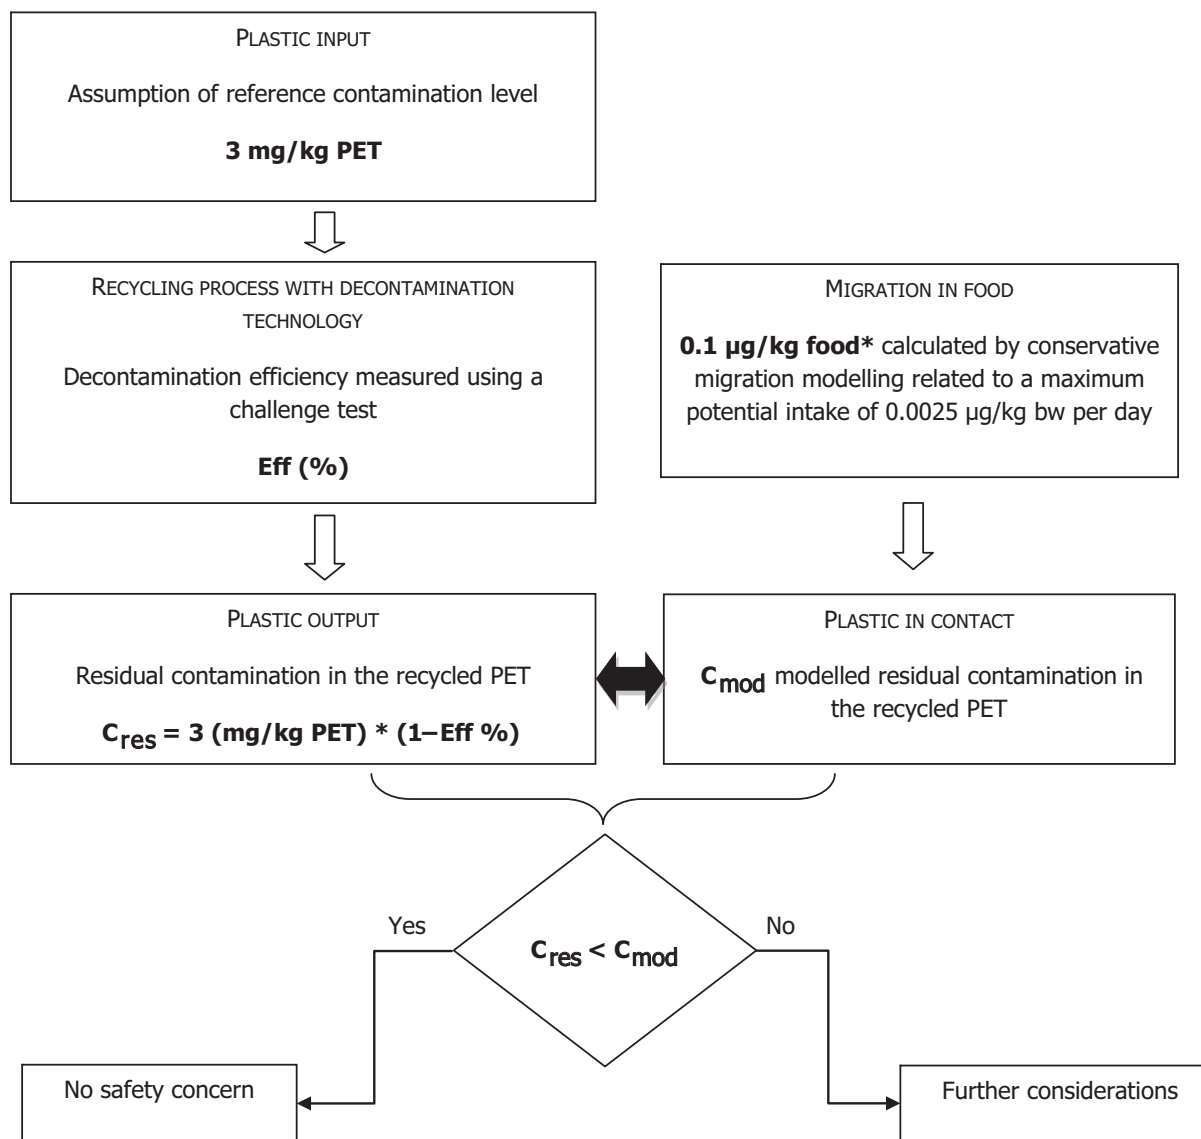 PLASTIC INPUT
Assumption of reference contamination level
3 mg/kg PET
RECYCLING PROCESS WITH DECONTAMINATION
TECHNOLOGY
Decontamination efficiency measured using a
challenge test
Eff (%)
MIGRATION IN FOOD
0.1 µg/kg food* calculated by conservative
migration modelling related to a maximum
potential intake of 0.0025 µg/kg bw per day
PLASTIC OUTPUT
Residual contamination in the recycled PET
Cres = 3 (mg/kg PET) * (1–Eff %)
PLASTIC IN CONTACT
Cmod modelled residual contamination in
the recycled PET
Yes
No
Cres < Cmod
No safety concern
Further considerations